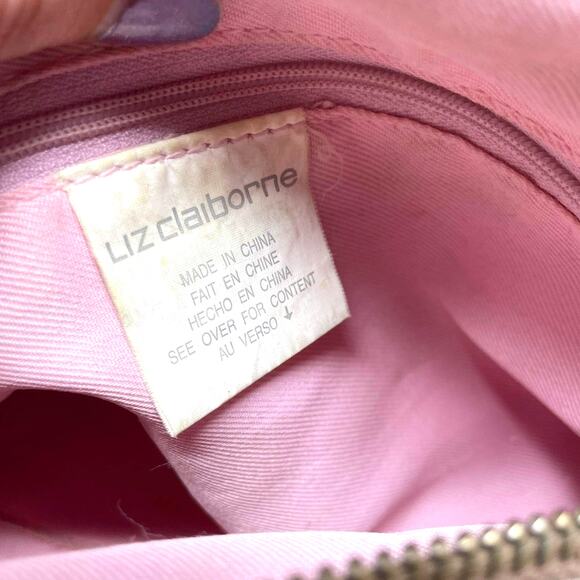 LIZ claiborne
MADE IN CHINA
FAIT EN CHINE
HECHO EN CHINA
SEE OVER FOR CONTENT
AU VERSO ↓